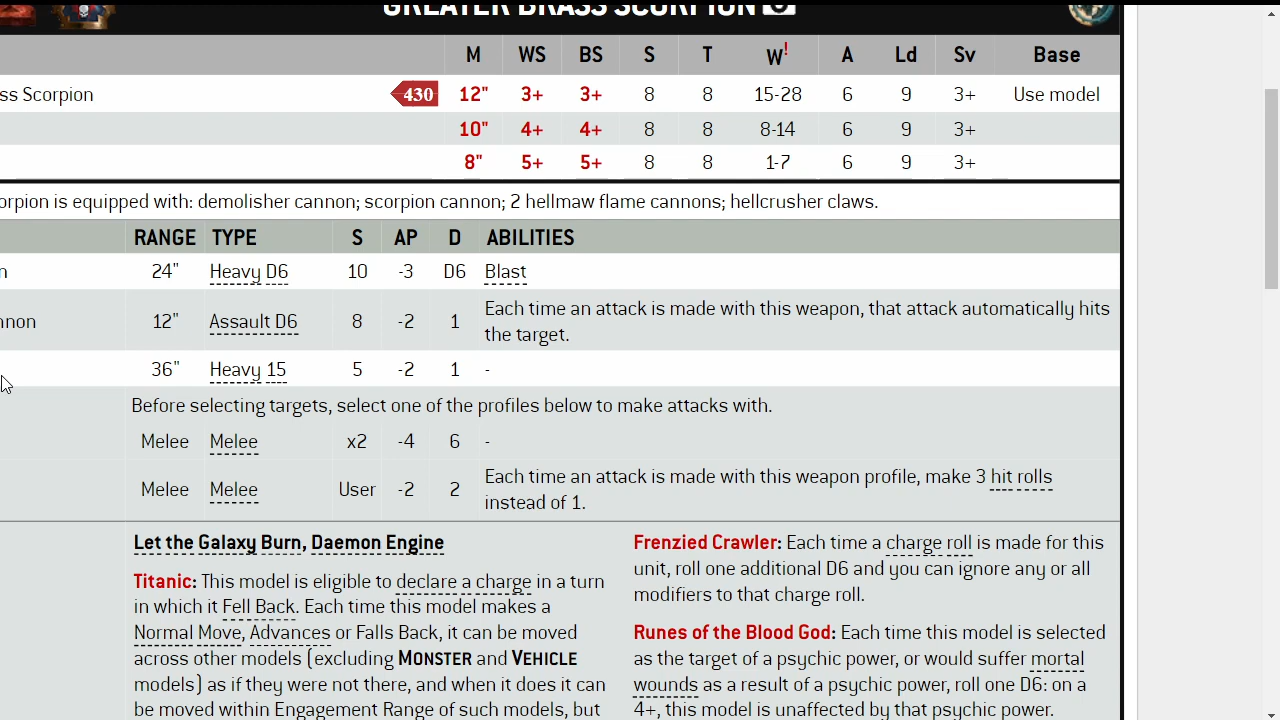 GREATER BRASS SCORPION
M WS BS S T W! A Ld Sv Base
ss Scorpion 430 12" 3+ 3+ 8 8 15-28 6 9 3+ Use model
10" 4+ 4+ 8 8 8-14 6 9 3+
8" 5+ 5+ 8 8 1-7 6 9 3+
orpion is equipped with: demolisher cannon; scorpion cannon; 2 hellmaw flame cannons; hellcrusher claws.
RANGE TYPE S AP D ABILITIES
n 24" Heavy D6 10 -3 D6 Blast
nnon 12" Assault D6 8 -2 1 Each time an attack is made with this weapon, that attack automatically hits
the target.
36" Heavy 15 5 -2 1 -
Before selecting targets, select one of the profiles below to make attacks with.
Melee Melee x2 -4 6 -
Melee Melee User -2 2 Each time an attack is made with this weapon profile, make 3 hit rolls
instead of 1.
Let the Galaxy Burn, Daemon Engine
Titanic: This model is eligible to declare a charge in a turn
in which it Fell Back. Each time this model makes a
Normal Move, Advances or Falls Back, it can be moved
across other models (excluding MONSTER and VEHICLE
models) as if they were not there, and when it does it can
be moved within Engagement Range of such models, but
Frenzied Crawler: Each time a charge roll is made for this
unit, roll one additional D6 and you can ignore any or all
modifiers to that charge roll.
Runes of the Blood God: Each time this model is selected
as the target of a psychic power, or would suffer mortal
wounds as a result of a psychic power, roll one D6: on a
4+, this model is unaffected by that psychic power.